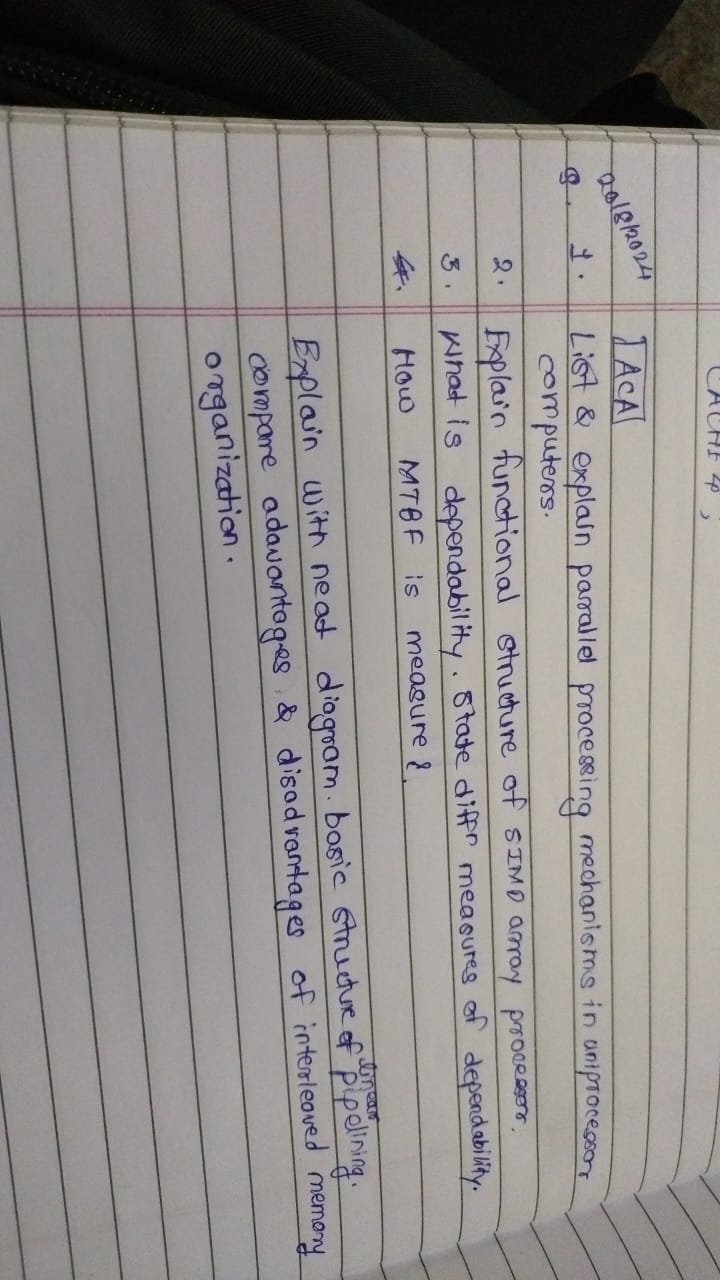 CACHE 4,
20/8/2024
ACA
Q. 1. List & explain parallel processing mechanisms in uniprocessor
computers.
2. Explain functional structure of SIMD array processor.
3. What is dependability. State diffn measures of dependability.
4. How MTBF is measure?
linear
Explain with neat diagram. basic structure of pipelining.
compare adavantages & disadvantages of interleaved memory
organization.